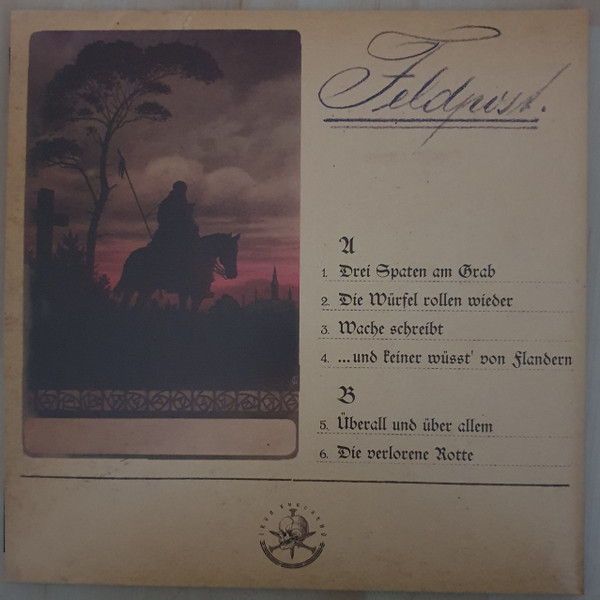 Feldpost.
A
1. Drei Spaten am Grab
2. Die Würfel rollen wieder
3. Wache schreibt
4. ...und keiner wüsst' von Flandern
B
5. Überall und über allem
6. Die verlorene Rotte